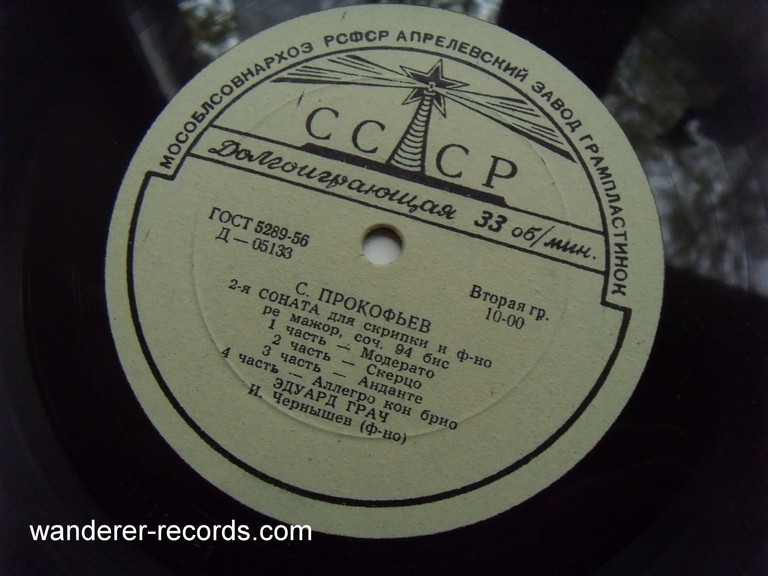 МОСОБЛСОВНАРХОЗ РСФСР АПРЕЛЕВСКИЙ ЗАВОД ГРАМПЛАСТИНОК
СССР
Долгоиграющая 33 об/мин.
ГОСТ 5289-56
Д — 05133
Вторая гр.
10-00
С. ПРОКОФЬЕВ
2-я СОНАТА для скрипки и ф-но
ре мажор, соч. 94 бис
1 часть — Модерато
2 часть — Скерцо
3 часть — Анданте
4 часть — Аллегро кон брио
ЭДУАРД ГРАЧ
И. Чернышев (ф-но)
wanderer-records.com